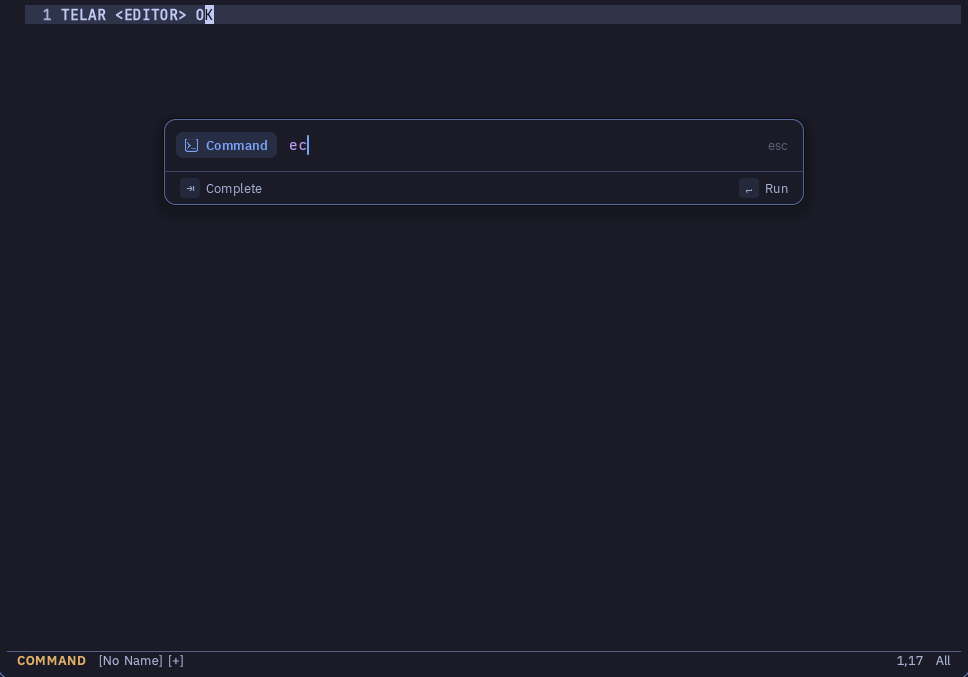 1 TELAR <EDITOR> OK
Command ec esc
Complete Run
COMMAND [No Name] [+] 1,17 All